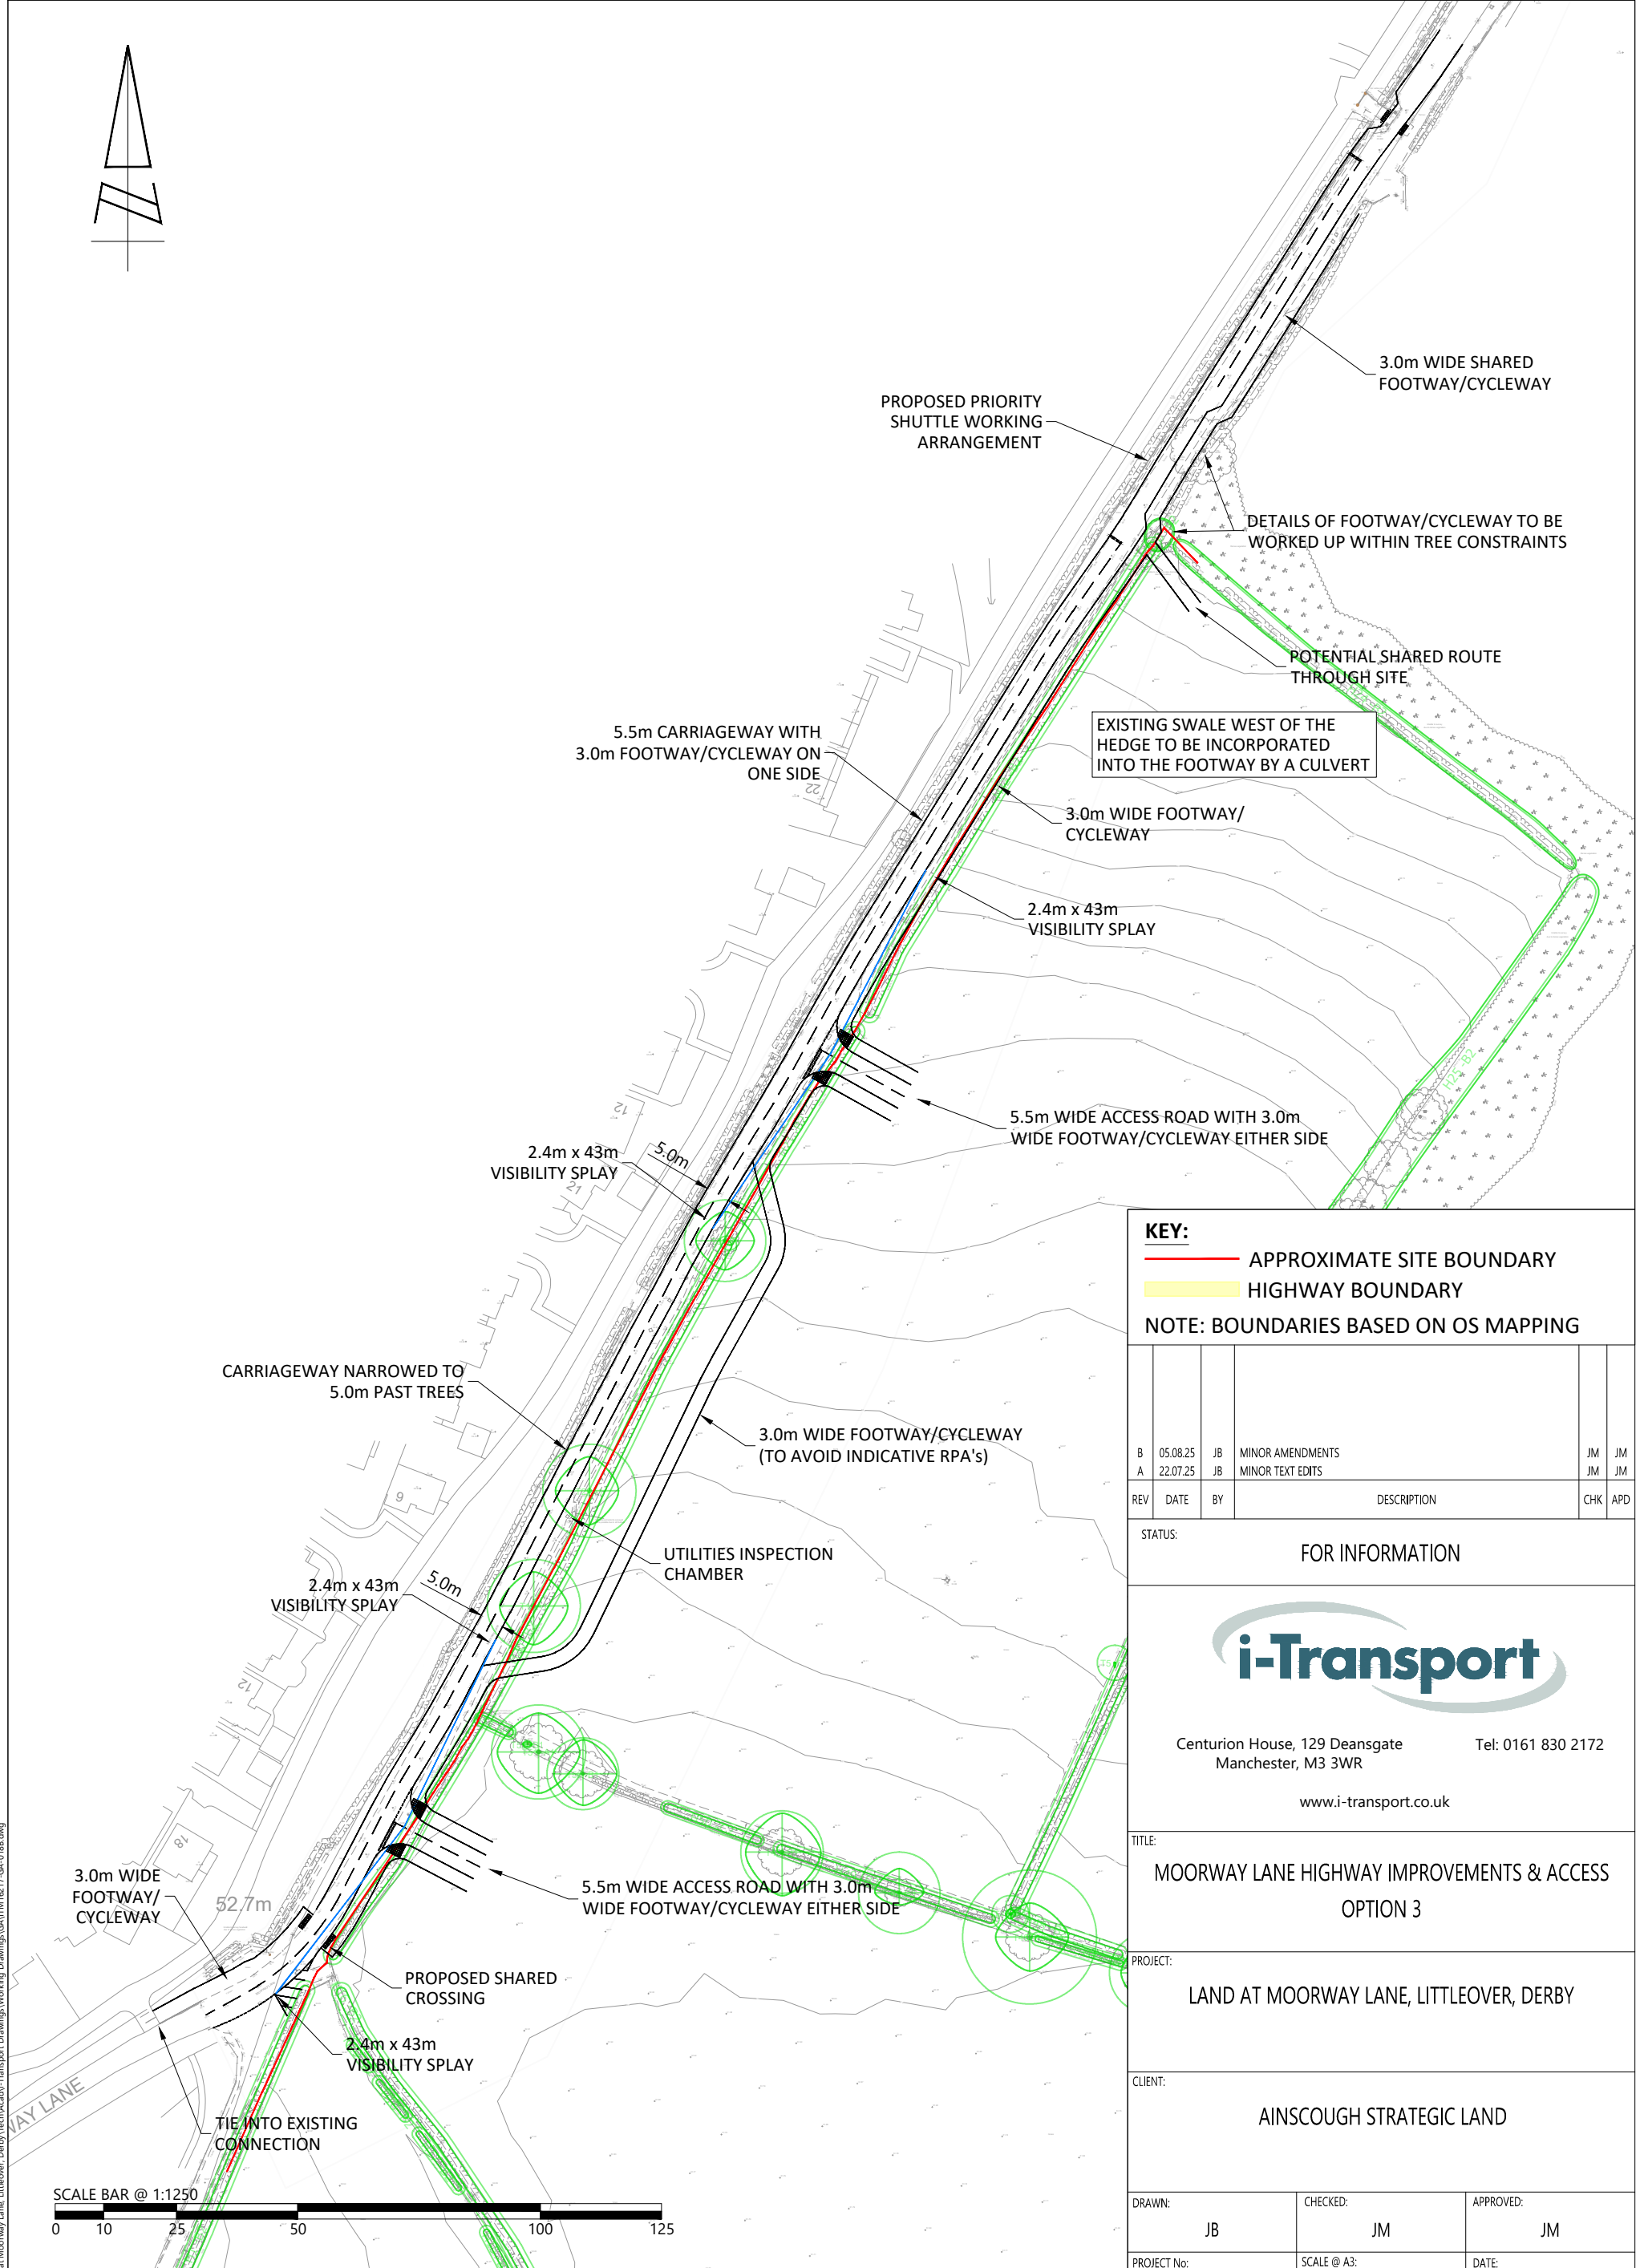 3.0m WIDE SHARED
FOOTWAY/CYCLEWAY
PROPOSED PRIORITY
SHUTTLE WORKING
ARRANGEMENT
DETAILS OF FOOTWAY/CYCLEWAY TO BE
WORKED UP WITHIN TREE CONSTRAINTS
POTENTIAL SHARED ROUTE
THROUGH SITE
5.5m CARRIAGEWAY WITH
3.0m FOOTWAY/CYCLEWAY ON
ONE SIDE
22
EXISTING SWALE WEST OF THE
HEDGE TO BE INCORPORATED
INTO THE FOOTWAY BY A CULVERT
3.0m WIDE FOOTWAY/
CYCLEWAY
2.4m x 43m
VISIBILITY SPLAY
H25-B2
12
5.5m WIDE ACCESS ROAD WITH 3.0m
WIDE FOOTWAY/CYCLEWAY EITHER SIDE
2.4m x 43m
VISIBILITY SPLAY
5.0m
21
CARRIAGEWAY NARROWED TO
5.0m PAST TREES
3.0m WIDE FOOTWAY/CYCLEWAY
(TO AVOID INDICATIVE RPA's)
9
UTILITIES INSPECTION
CHAMBER
2.4m x 43m
VISIBILITY SPLAY
5.0m
12
18
3.0m WIDE
FOOTWAY/
CYCLEWAY
52.7m
5.5m WIDE ACCESS ROAD WITH 3.0m
WIDE FOOTWAY/CYCLEWAY EITHER SIDE
PROPOSED SHARED
CROSSING
2.4m x 43m
VISIBILITY SPLAY
WAY LANE
TIE INTO EXISTING
CONNECTION
SCALE BAR @ 1:1250
0 10 25 50 100 125
KEY:
APPROXIMATE SITE BOUNDARY
HIGHWAY BOUNDARY
NOTE: BOUNDARIES BASED ON OS MAPPING
B 05.08.25 JB MINOR AMENDMENTS JM JM
A 22.07.25 JB MINOR TEXT EDITS JM JM
REV DATE BY DESCRIPTION CHK APD
STATUS:
FOR INFORMATION
i-Transport
Centurion House, 129 Deansgate Tel: 0161 830 2172
Manchester, M3 3WR
www.i-transport.co.uk
TITLE:
MOORWAY LANE HIGHWAY IMPROVEMENTS & ACCESS
OPTION 3
PROJECT:
LAND AT MOORWAY LANE, LITTLEOVER, DERBY
CLIENT:
AINSCOUGH STRATEGIC LAND
DRAWN: CHECKED: APPROVED:
JB JM JM
PROJECT No: SCALE @ A3: DATE: